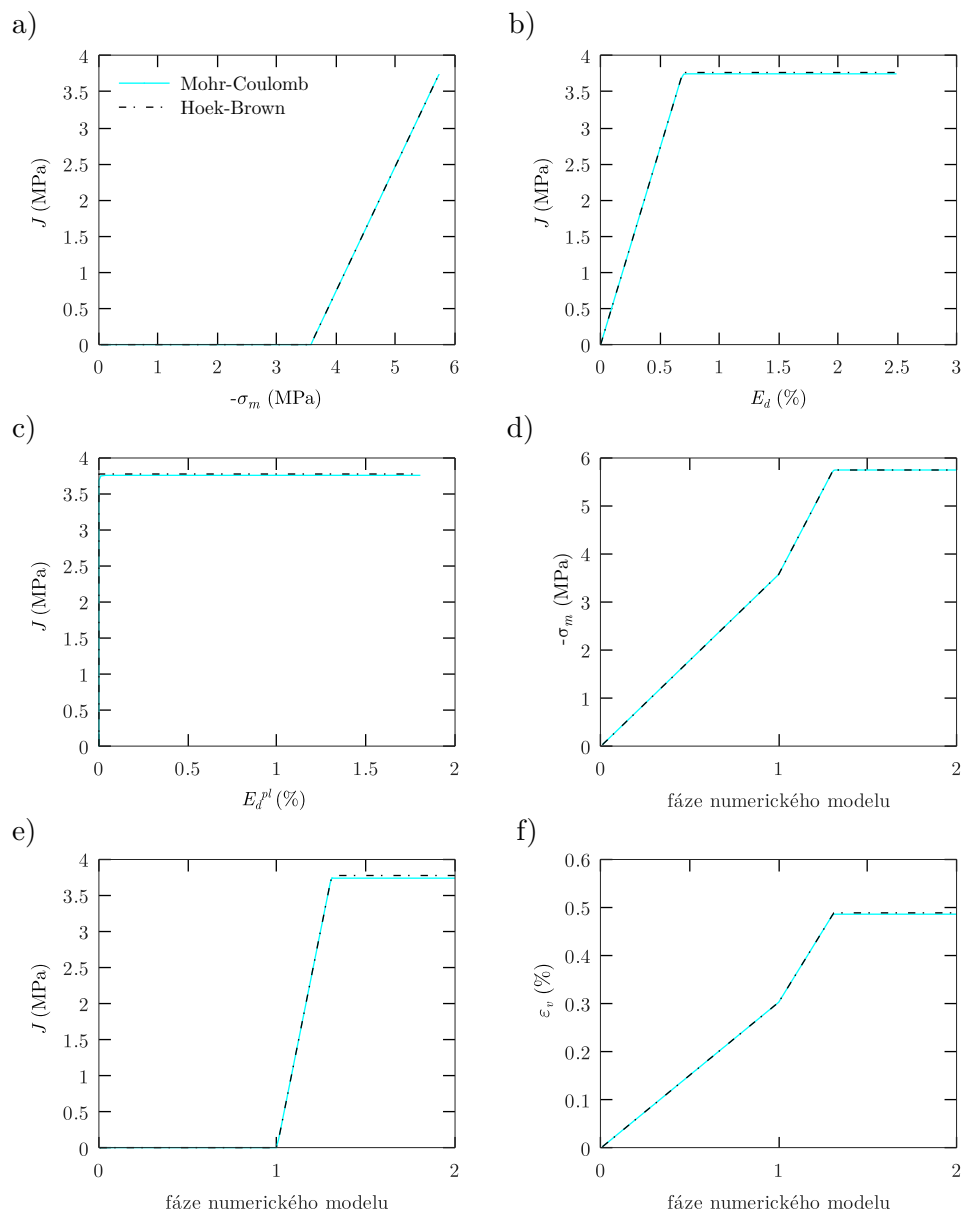 a)
4
3.5
3
2.5
2
1.5
1
0.5
0
J (MPa)
Mohr-Coulomb
Hoek-Brown
0 1 2 3 4 5 6
-σm (MPa)
b)
4
3.5
3
2.5
2
1.5
1
0.5
0
J (MPa)
0 0.5 1 1.5 2 2.5 3
Ed (%)
c)
4
3.5
3
2.5
2
1.5
1
0.5
0
J (MPa)
0 0.5 1 1.5 2
Ed^pl (%)
d)
6
5
4
3
2
1
0
-σm (MPa)
0 1 2
fáze numerického modelu
e)
4
3.5
3
2.5
2
1.5
1
0.5
0
J (MPa)
0 1 2
fáze numerického modelu
f)
0.6
0.5
0.4
0.3
0.2
0.1
0
εv (%)
0 1 2
fáze numerického modelu